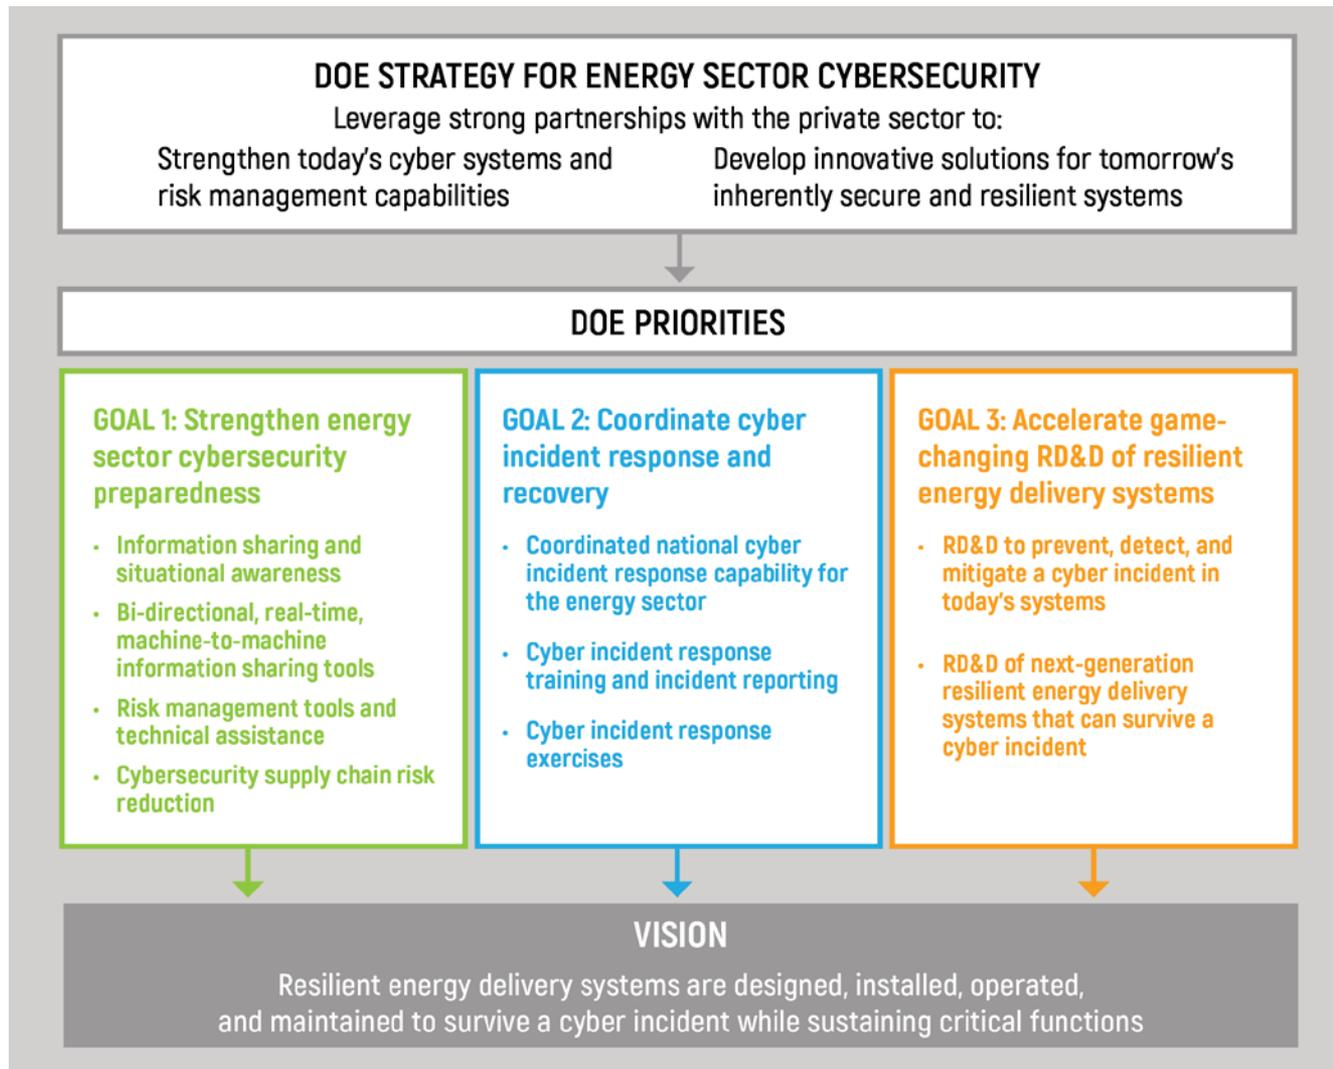 DOE STRATEGY FOR ENERGY SECTOR CYBERSECURITY
Leverage strong partnerships with the private sector to:
Strengthen today's cyber systems and
risk management capabilities
Develop innovative solutions for tomorrow's
inherently secure and resilient systems
DOE PRIORITIES
GOAL 1: Strengthen energy
sector cybersecurity
preparedness
• Information sharing and
situational awareness
• Bi-directional, real-time,
machine-to-machine
information sharing tools
• Risk management tools and
technical assistance
• Cybersecurity supply chain risk
reduction
GOAL 2: Coordinate cyber
incident response and
recovery
• Coordinated national cyber
incident response capability for
the energy sector
• Cyber incident response
training and incident reporting
• Cyber incident response
exercises
GOAL 3: Accelerate game-
changing RD&D of resilient
energy delivery systems
• RD&D to prevent, detect, and
mitigate a cyber incident in
today's systems
• RD&D of next-generation
resilient energy delivery
systems that can survive a
cyber incident
VISION
Resilient energy delivery systems are designed, installed, operated,
and maintained to survive a cyber incident while sustaining critical functions